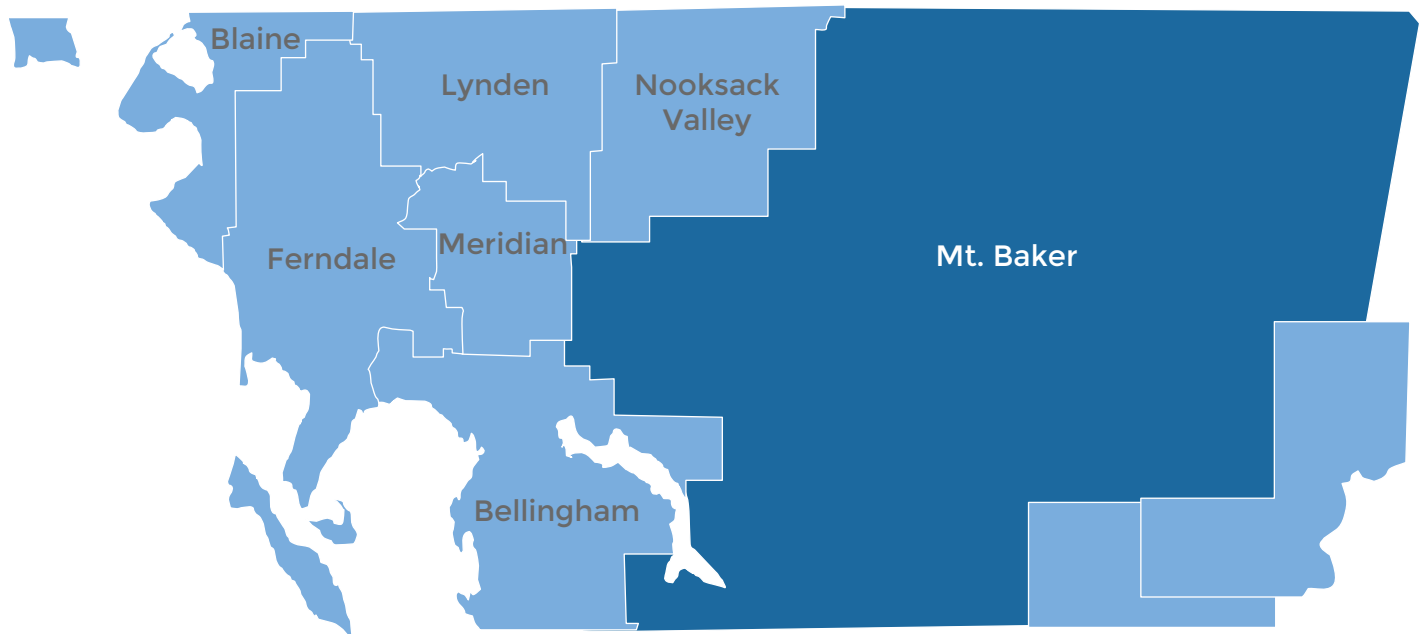 Blaine
Lynden
Nooksack
Valley
Meridian
Ferndale
Mt. Baker
Bellingham